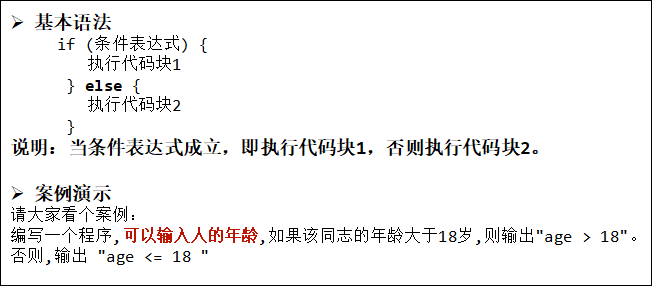 ➢ 基本语法
if (条件表达式) {
执行代码块1
} else {
执行代码块2
}
说明：当条件表达式成立，即执行代码块1，否则执行代码块2。
➢ 案例演示
请大家看个案例：
编写一个程序,可以输入人的年龄,如果该同志的年龄大于18岁,则输出"age > 18"。
否则,输出 "age <= 18 "